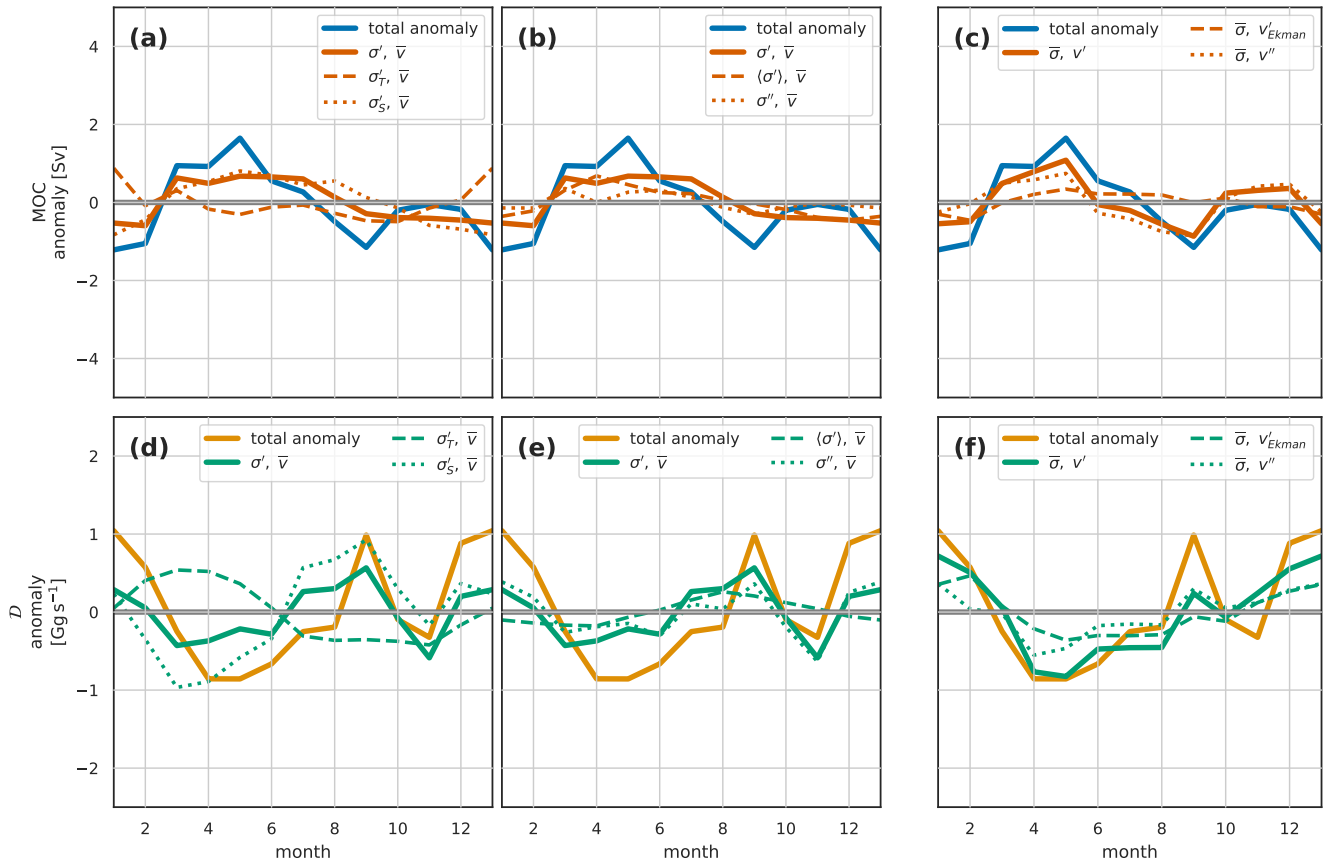 (a)
total anomaly
σ′, v̅
σ′_T, v̅
σ′_S, v̅
(b)
total anomaly
σ′, v̅
⟨σ′⟩, v̅
σ′′, v̅
(c)
total anomaly
σ̅, v′
σ̅, v′_Ekman
σ̅, v′′
4
2
0
−2
−4
MOC
anomaly [Sv]
(d)
total anomaly
σ′, v̅
σ′_T, v̅
σ′_S, v̅
(e)
total anomaly
σ′, v̅
⟨σ′⟩, v̅
σ′′, v̅
(f)
total anomaly
σ̅, v′
σ̅, v′_Ekman
σ̅, v′′
2
1
0
−1
−2
𝒟
anomaly
[Gg s⁻¹]
2 4 6 8 10 12
month
2 4 6 8 10 12
month
2 4 6 8 10 12
month